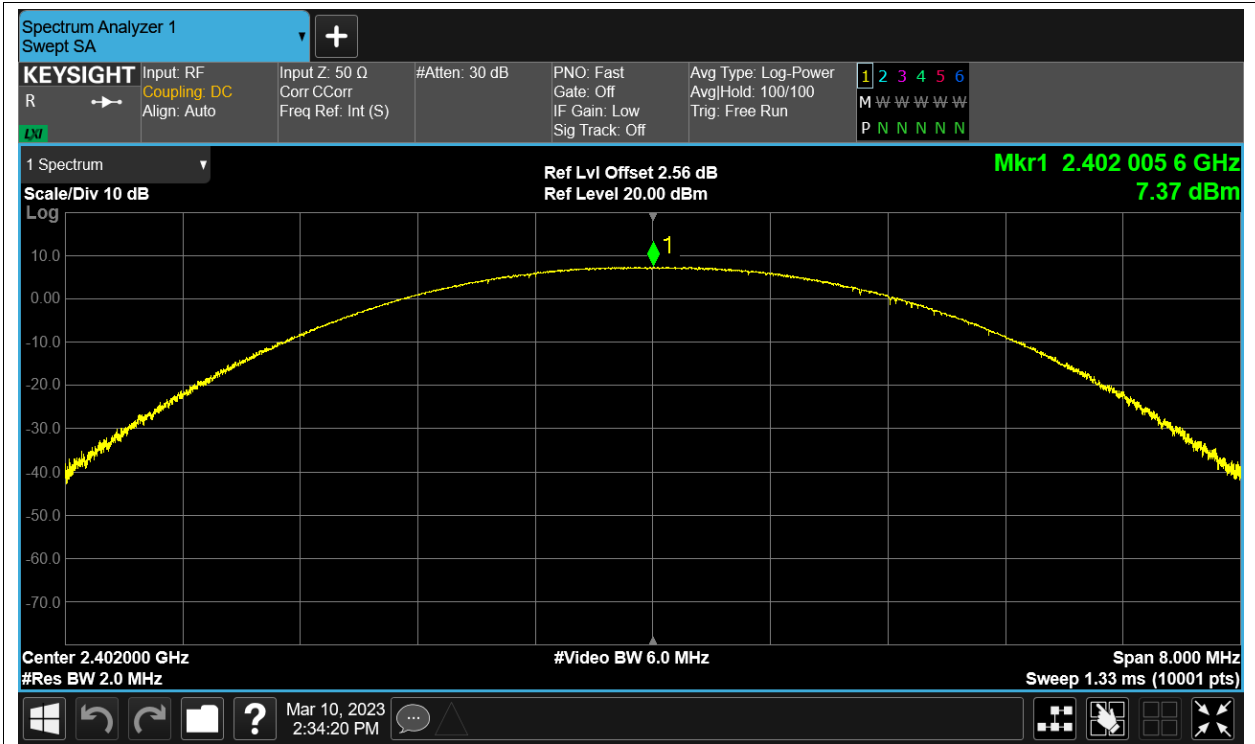 Spectrum Analyzer 1
Swept SA
KEYSIGHT
R
LXI
Input: RF
Coupling: DC
Align: Auto
Input Z: 50 Ω
Corr CCorr
Freq Ref: Int (S)
#Atten: 30 dB
PNO: Fast
Gate: Off
IF Gain: Low
Sig Track: Off
Avg Type: Log-Power
Avg|Hold: 100/100
Trig: Free Run
1 2 3 4 5 6
M W W W W W
P N N N N N
1 Spectrum
Scale/Div 10 dB
Log
Ref Lvl Offset 2.56 dB
Ref Level 20.00 dBm
Mkr1 2.402 005 6 GHz
7.37 dBm
1
10.0
0.00
-10.0
-20.0
-30.0
-40.0
-50.0
-60.0
-70.0
Center 2.402000 GHz
#Res BW 2.0 MHz
#Video BW 6.0 MHz
Span 8.000 MHz
Sweep 1.33 ms (10001 pts)
?
Mar 10, 2023
2:34:20 PM